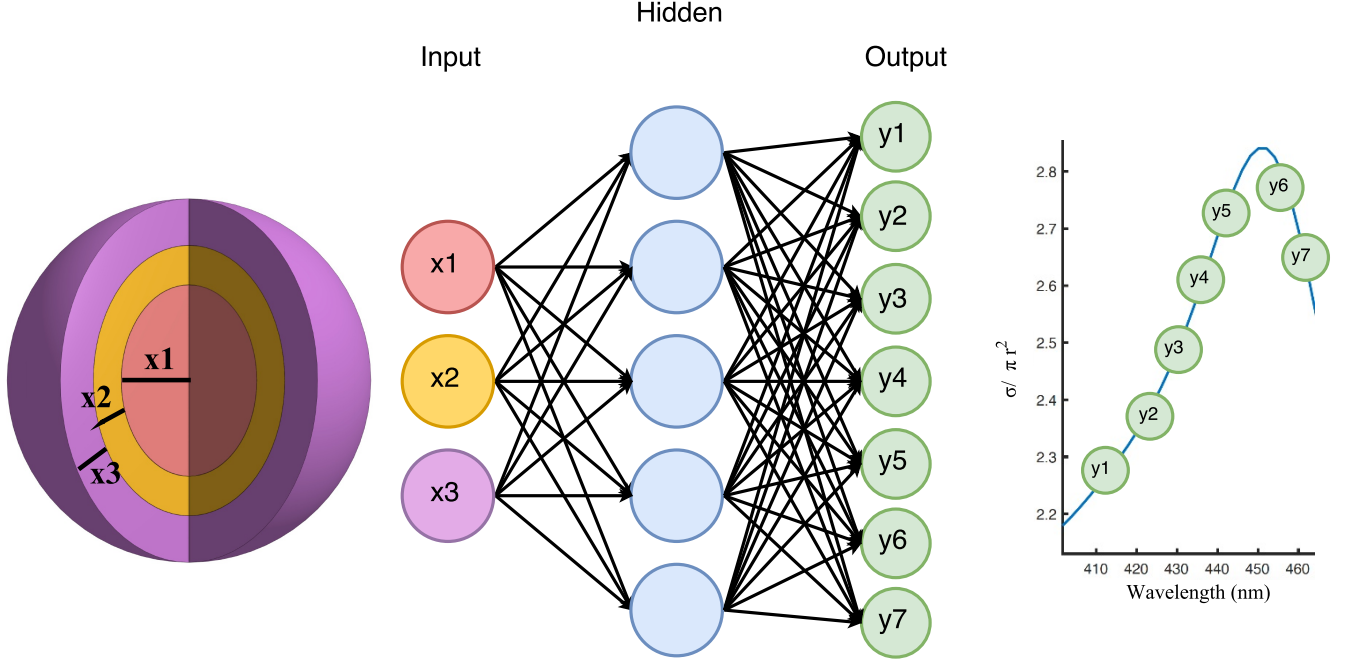 Hidden
Input
Output
x1
x2
x3
x1
x2
x3
y1
y2
y3
y4
y5
y6
y7
σ/ π r²
2.8
2.7
2.6
2.5
2.4
2.3
2.2
y1
y2
y3
y4
y5
y6
y7
410 420 430 440 450 460
Wavelength (nm)